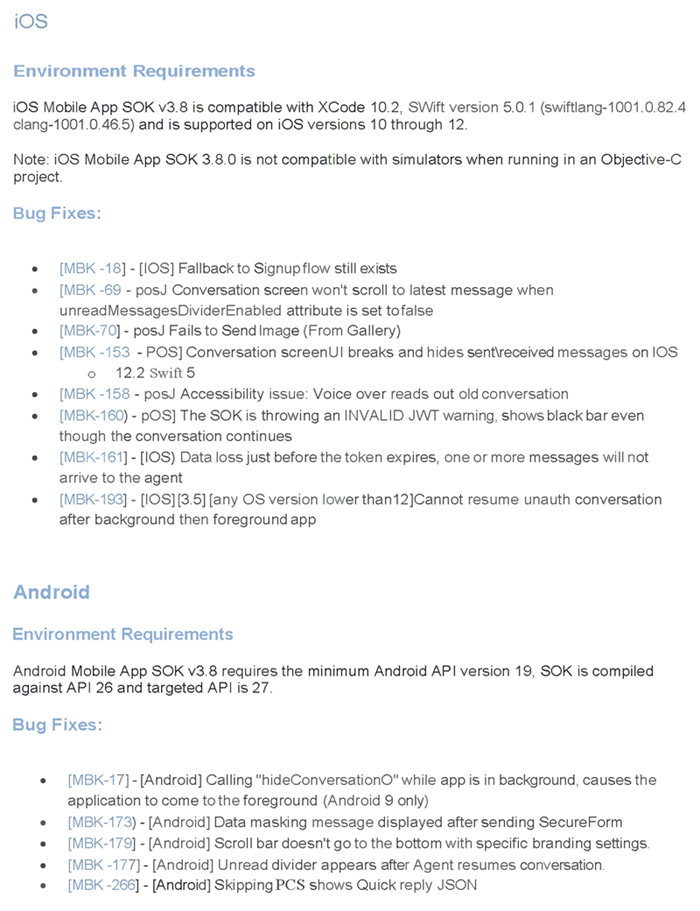 iOS
Environment Requirements
iOS Mobile App SOK v3.8 is compatible with XCode 10.2, SWift version 5.0.1 (swiftlang-1001.0.82.4
clang-1001.0.46.5) and is supported on iOS versions 10 through 12.
Note: iOS Mobile App SOK 3.8.0 is not compatible with simulators when running in an Objective-C
project.
Bug Fixes:
• [MBK -18] - [IOS] Fallback to Signup flow still exists
• [MBK -69 - posJ Conversation screen won't scroll to latest message when
unreadMessagesDividerEnabled attribute is set to false
• [MBK-70] - posJ Fails to Send Image (From Gallery)
• [MBK -153 - POS] Conversation screen UI breaks and hides sent\received messages on IOS
o 12.2 Swift 5
• [MBK -158 - posJ Accessibility issue: Voice over reads out old conversation
• [MBK-160) - pOS] The SOK is throwing an INVALID JWT warning, shows black bar even
though the conversation continues
• [MBK-161] - [IOS) Data loss just before the token expires, one or more messages will not
arrive to the agent
• [MBK-193] - [IOS][3.5] [any OS version lower than12]Cannot resume unauth conversation
after background then foreground app
Android
Environment Requirements
Android Mobile App SOK v3.8 requires the minimum Android API version 19, SOK is compiled
against API 26 and targeted API is 27.
Bug Fixes:
• [MBK-17] - [Android] Calling "hideConversationO" while app is in background, causes the
application to come to the foreground (Android 9 only)
• [MBK-173) - [Android] Data masking message displayed after sending SecureForm
• [MBK-179] - [Android] Scroll bar doesn't go to the bottom with specific branding settings.
• [MBK -177] - [Android] Unread divider appears after Agent resumes conversation.
• [MBK -266] - [Android] Skipping PCS shows Quick reply JSON